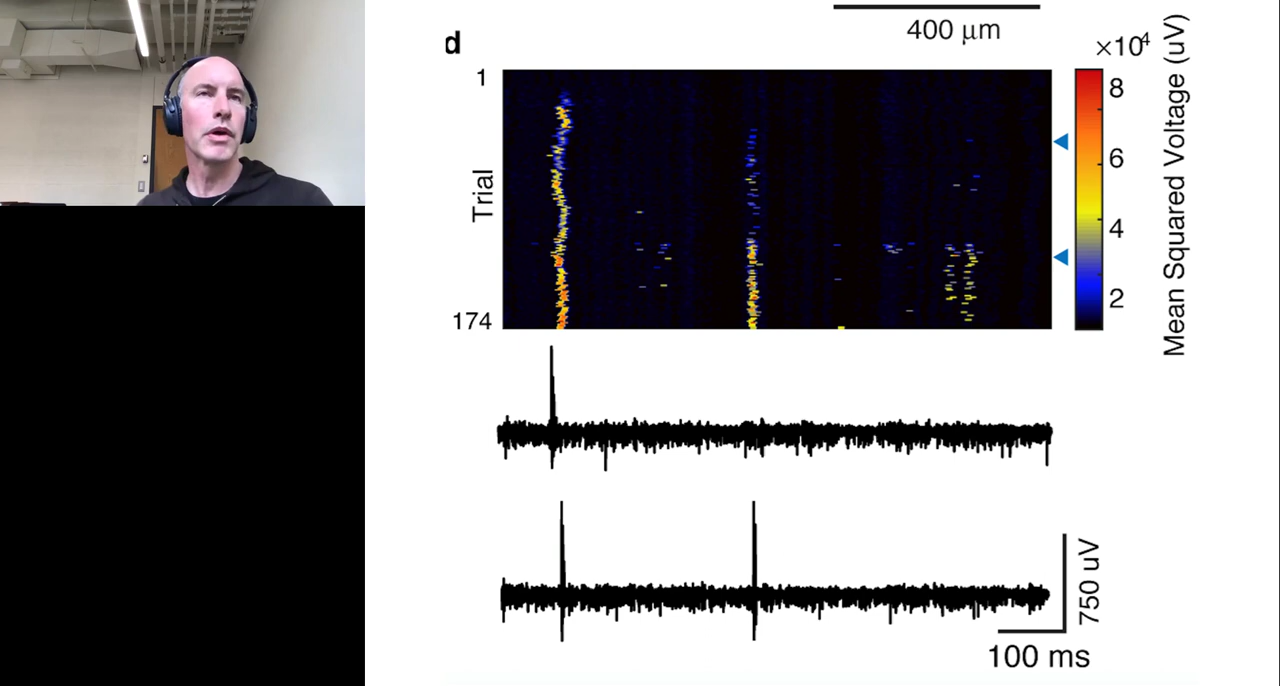 400 μm
d
×10⁴
1
8
6
4
2
Trial
174
Mean Squared Voltage (uV)
750 uV
100 ms